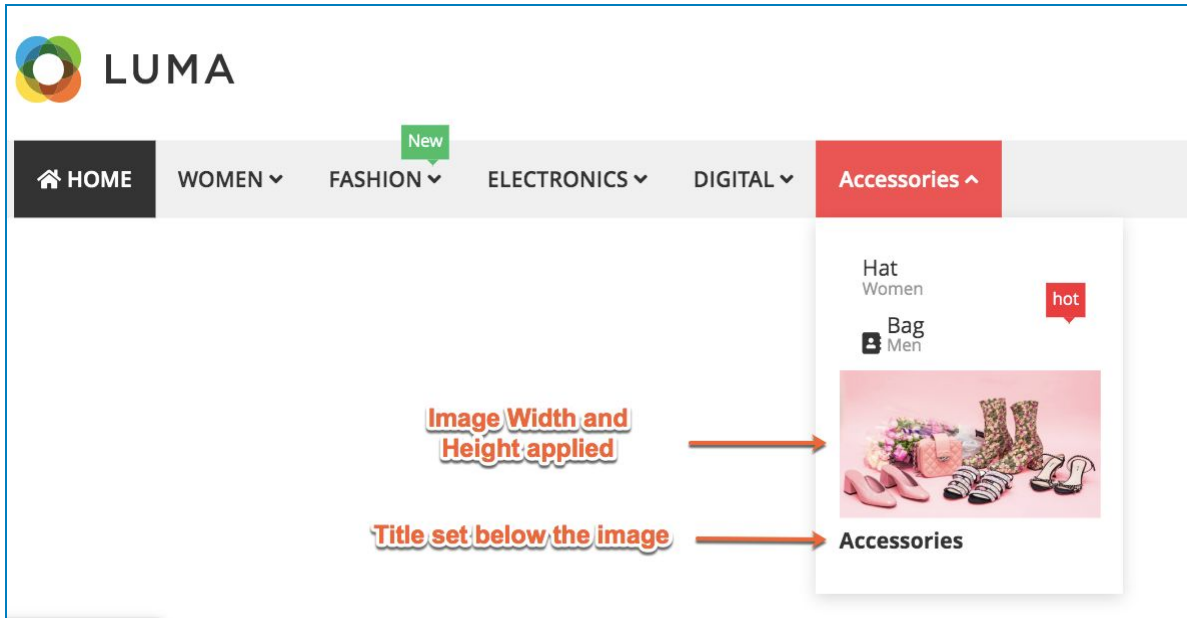 LUMA
New
HOME WOMEN FASHION ELECTRONICS DIGITAL Accessories
Hat
Women
hot
Bag
Men
Image Width and
Height applied
Title set below the image
Accessories